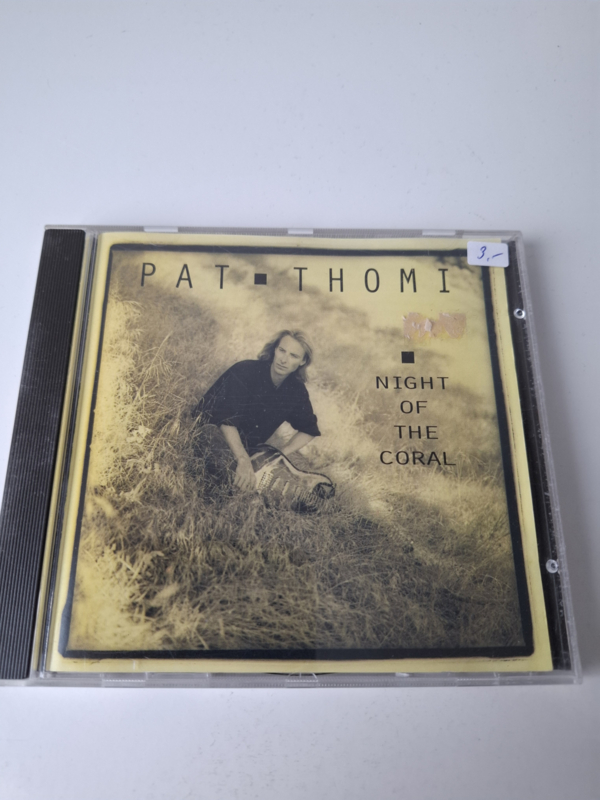 3,-
PAT▪THOMI
▪
NIGHT
OF
THE
CORAL